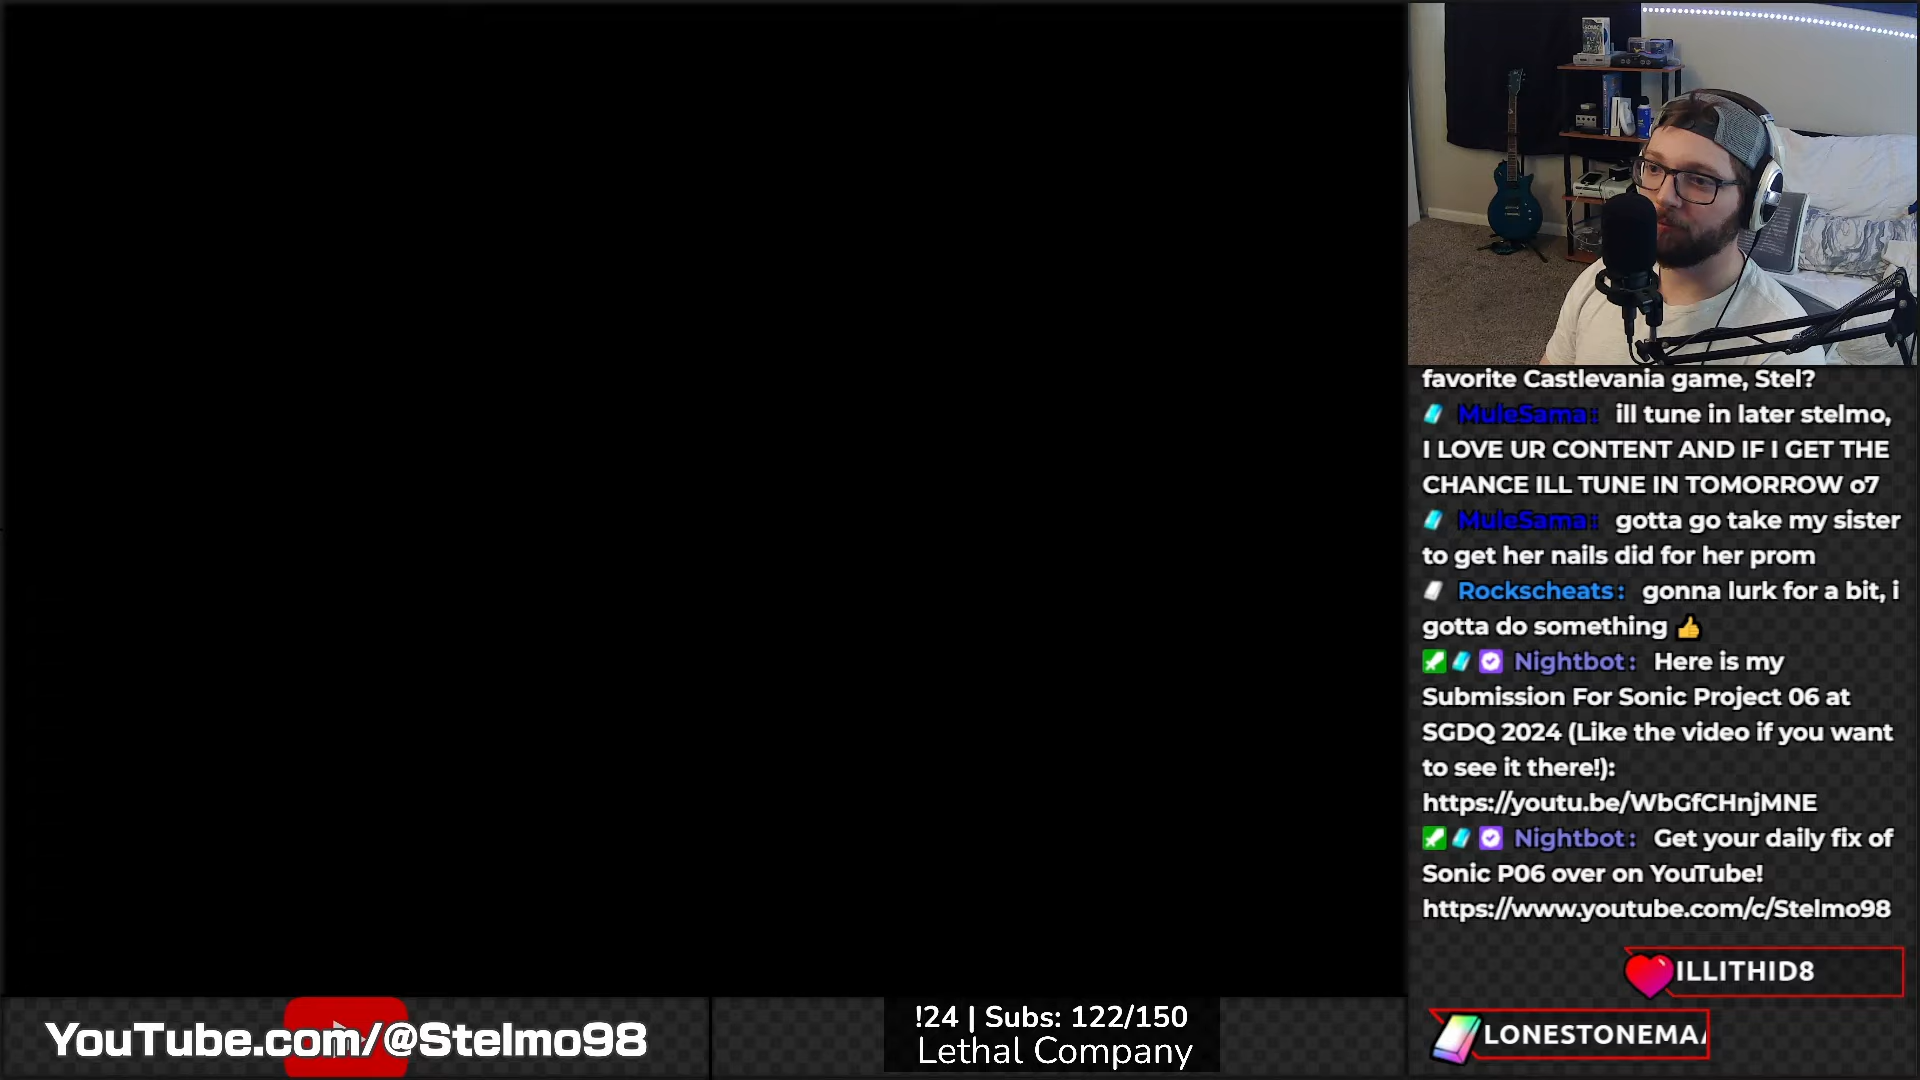 favorite Castlevania game, Stel?
MuleSama: ill tune in later stelmo,
I LOVE UR CONTENT AND IF I GET THE
CHANCE ILL TUNE IN TOMORROW o7
MuleSama: gotta go take my sister
to get her nails did for her prom
Rockscheats: gonna lurk for a bit, i
gotta do something 👍
Nightbot: Here is my
Submission For Sonic Project 06 at
SGDQ 2024 (Like the video if you want
to see it there!):
https://youtu.be/WbGfCHnjMNE
Nightbot: Get your daily fix of
Sonic P06 over on YouTube!
https://www.youtube.com/c/Stelmo98
ILLITHID8
LONESTONEMA
YouTube.com/@Stelmo98
!24 | Subs: 122/150
Lethal Company